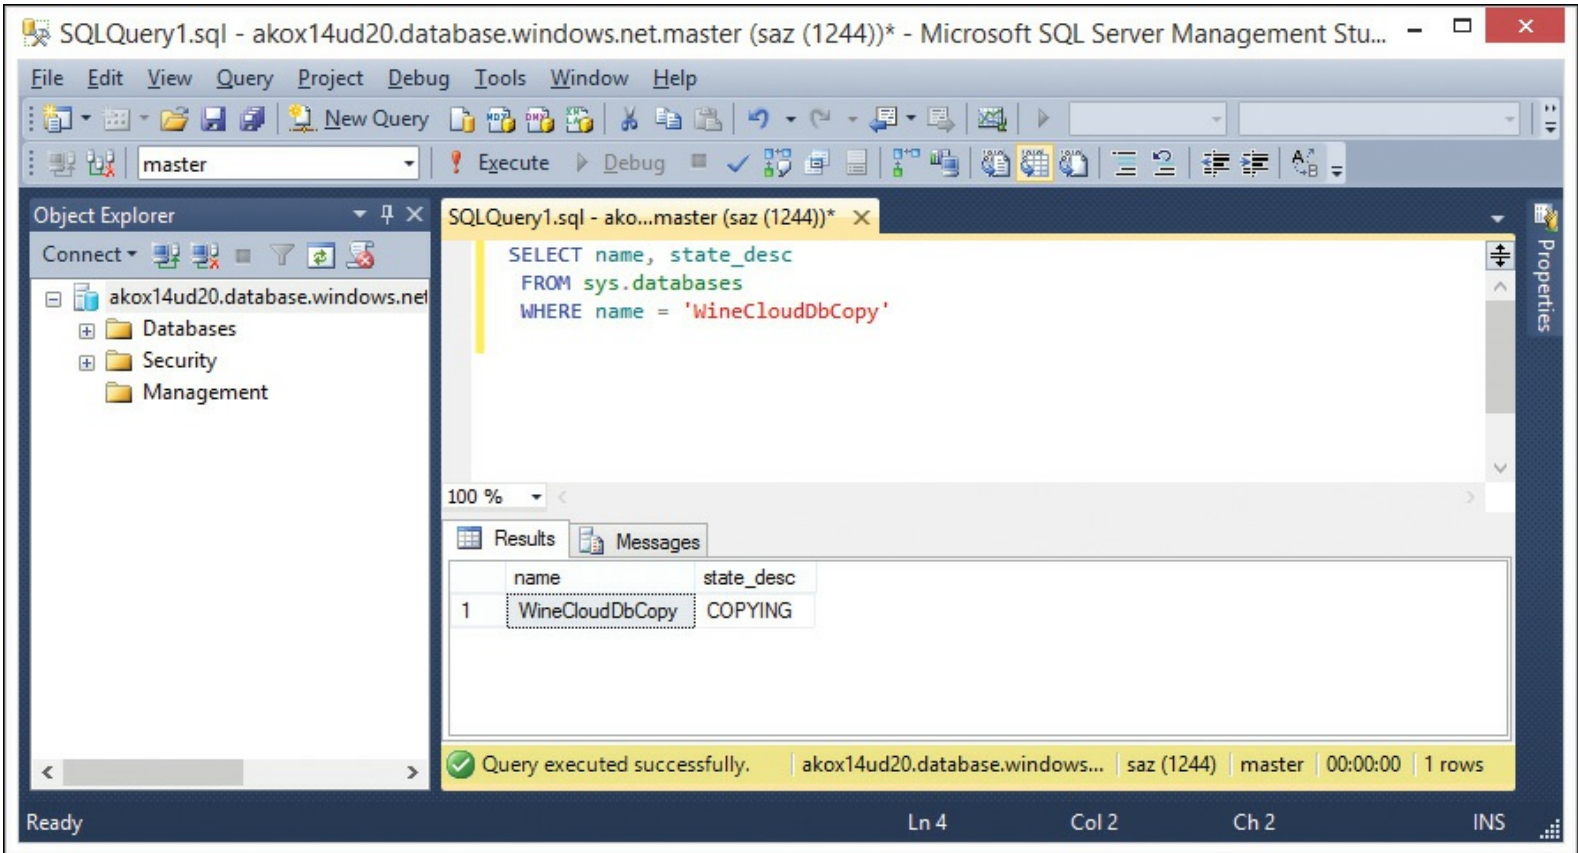 SQLQuery1.sql - akox14ud20.database.windows.net.master (saz (1244))* - Microsoft SQL Server Management Stu...
File Edit View Query Project Debug Tools Window Help
New Query
master Execute Debug
Object Explorer
Connect
akox14ud20.database.windows.net
Databases
Security
Management
SQLQuery1.sql - ako...master (saz (1244))*
SELECT name, state_desc
FROM sys.databases
WHERE name = 'WineCloudDbCopy'
100 %
Results Messages
name state_desc
1 WineCloudDbCopy COPYING
Query executed successfully. akox14ud20.database.windows... saz (1244) master 00:00:00 1 rows
Properties
Ready Ln 4 Col 2 Ch 2 INS